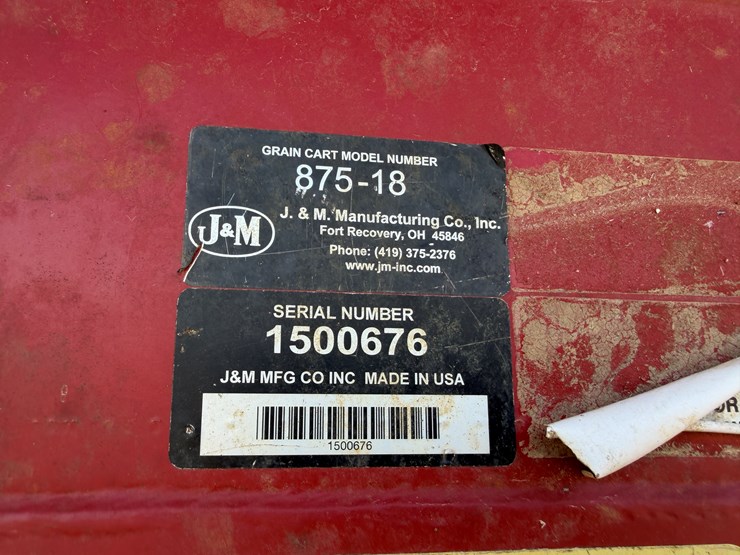 GRAIN CART MODEL NUMBER
875-18
J&M
J. & M. Manufacturing Co., Inc.
Fort Recovery, OH 45846
Phone: (419) 375-2376
www.jm-inc.com
SERIAL NUMBER
1500676
J&M MFG CO INC MADE IN USA
1500676